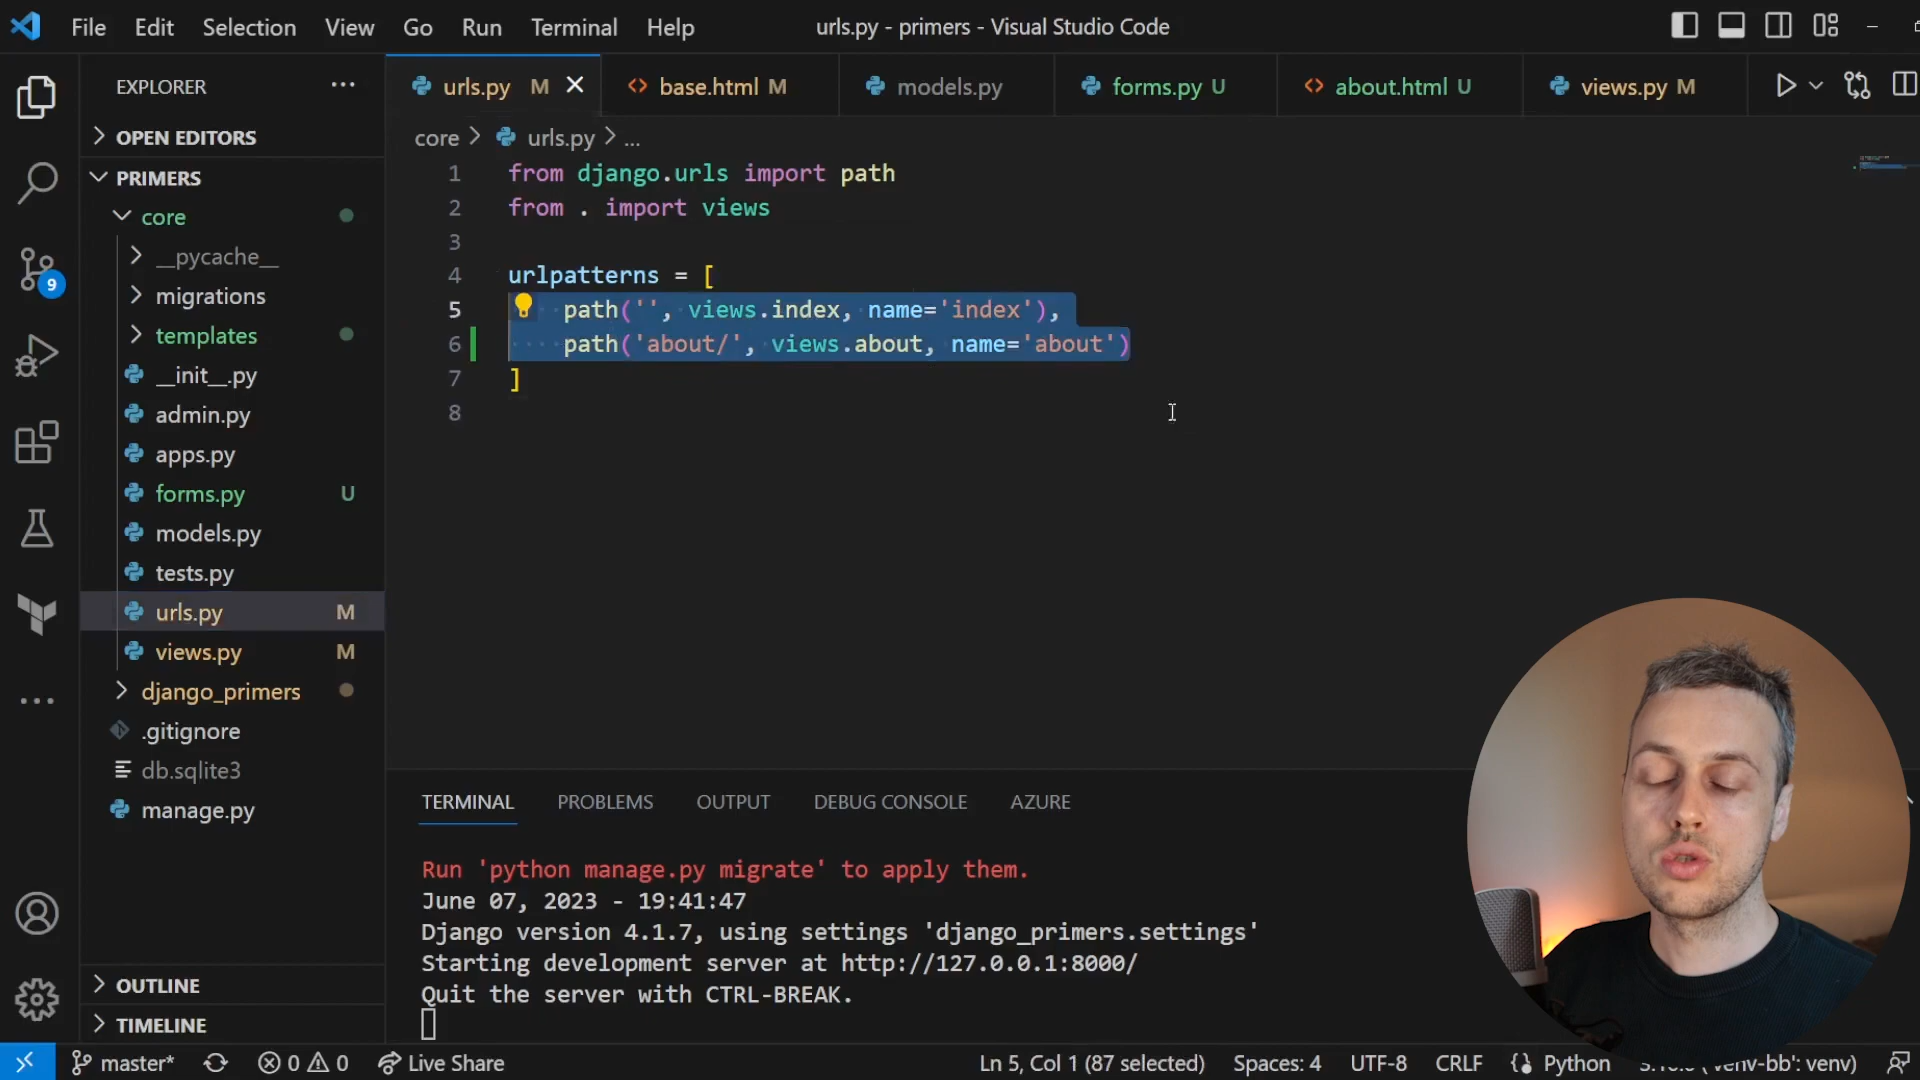 File Edit Selection View Go Run Terminal Help urls.py - primers - Visual Studio Code
EXPLORER
OPEN EDITORS
PRIMERS
core
__pycache__
migrations
templates
__init__.py
admin.py
apps.py
forms.py U
models.py
tests.py
urls.py M
views.py M
django_primers
.gitignore
db.sqlite3
manage.py
OUTLINE
TIMELINE
9
urls.py M base.html M models.py forms.py U about.html U views.py M
core > urls.py > ...
1 from django.urls import path
2 from . import views
3
4 urlpatterns = [
5 path('', views.index, name='index'),
6 path('about/', views.about, name='about')
7 ]
8
TERMINAL PROBLEMS OUTPUT DEBUG CONSOLE AZURE
Run 'python manage.py migrate' to apply them.
June 07, 2023 - 19:41:47
Django version 4.1.7, using settings 'django_primers.settings'
Starting development server at http://127.0.0.1:8000/
Quit the server with CTRL-BREAK.
master* 0 0 Live Share Ln 5, Col 1 (87 selected) Spaces: 4 UTF-8 CRLF Python venv)